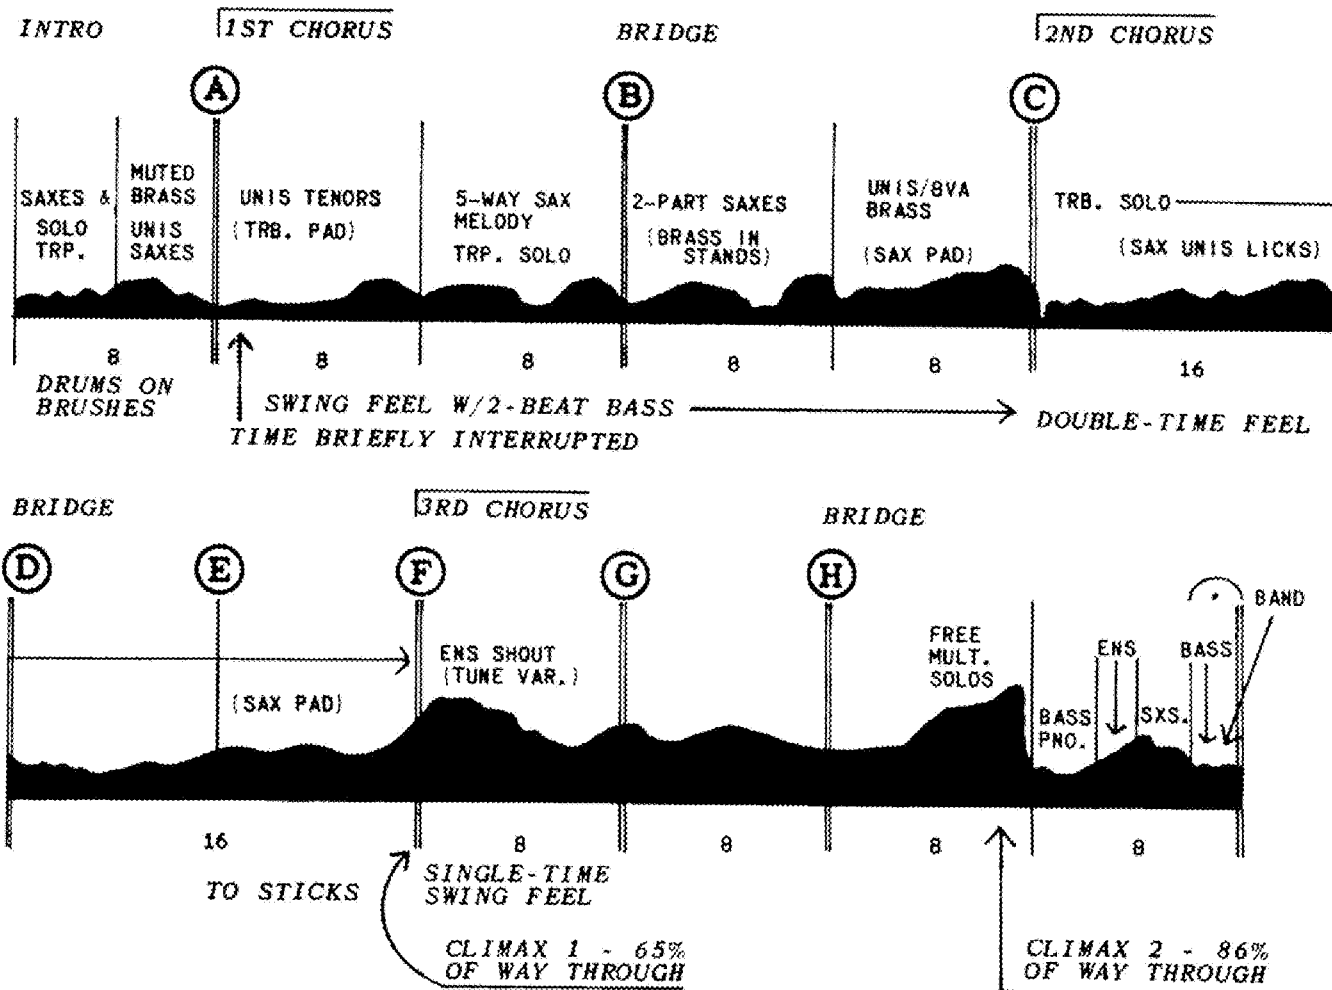 INTRO
1ST CHORUS
BRIDGE
2ND CHORUS
A
B
C
SAXES &
SOLO
TRP.
MUTED
BRASS
UNIS
SAXES
UNIS TENORS
(TRB. PAD)
5-WAY SAX
MELODY
TRP. SOLO
2-PART SAXES
(BRASS IN
STANDS)
UNIS/8VA
BRASS
(SAX PAD)
TRB. SOLO
(SAX UNIS LICKS)
8
8
8
8
8
16
DRUMS ON
BRUSHES
SWING FEEL W/2-BEAT BASS
TIME BRIEFLY INTERRUPTED
DOUBLE-TIME FEEL
BRIDGE
3RD CHORUS
BRIDGE
D
E
F
G
H
(SAX PAD)
ENS SHOUT
(TUNE VAR.)
FREE
MULT.
SOLOS
BASS
PNO.
ENS
SXS.
BASS
BAND
16
8
8
8
8
TO STICKS
SINGLE-TIME
SWING FEEL
CLIMAX 1 - 65%
OF WAY THROUGH
CLIMAX 2 - 86%
OF WAY THROUGH